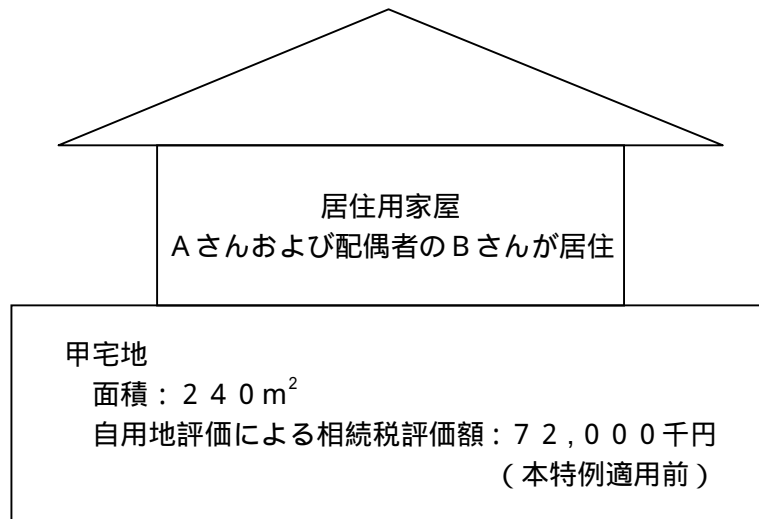 居住用家屋
Aさんおよび配偶者のBさんが居住
甲宅地
面積:240m²
自用地評価による相続税評価額:72,000千円
(本特例適用前)